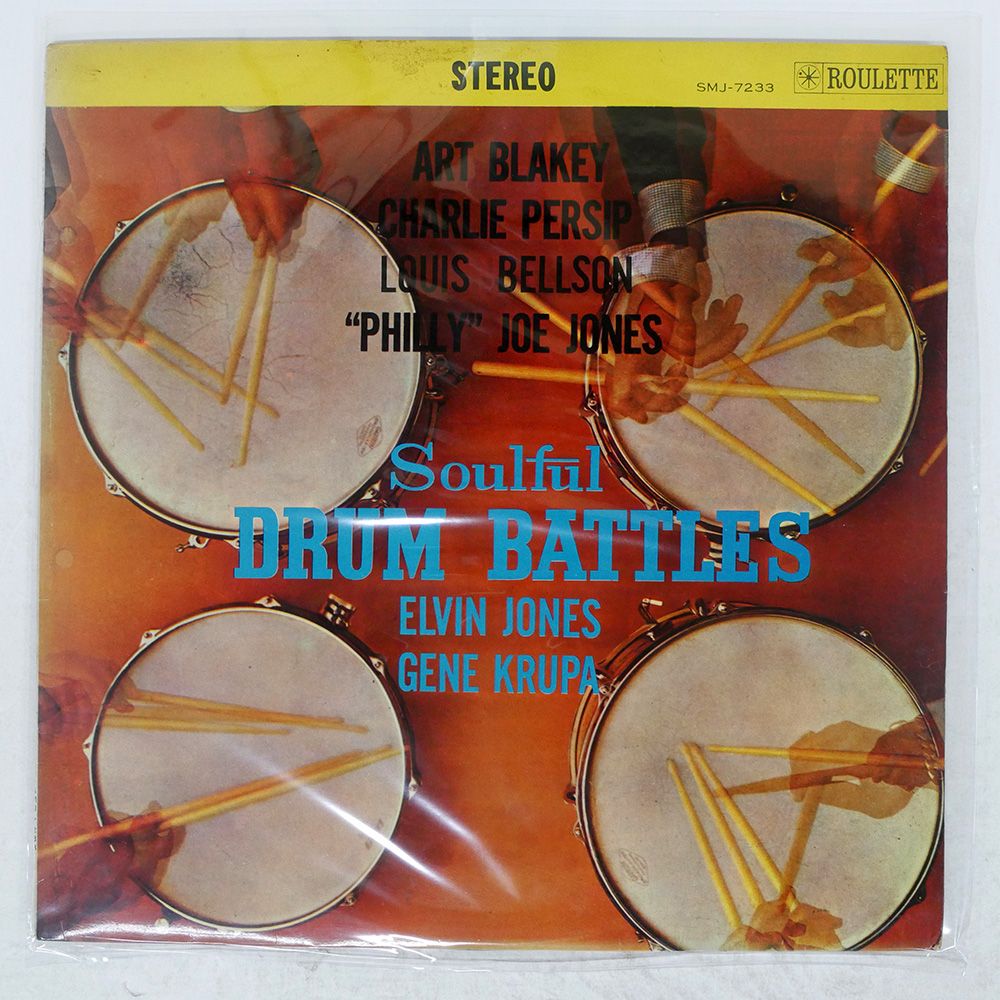 STEREO
SMJ-7233
ROULETTE
ART BLAKEY
CHARLIE PERSIP
LOUIS BELLSON
"PHILLY" JOE JONES
Soulful
DRUM BATTLES
ELVIN JONES
GENE KRUPA